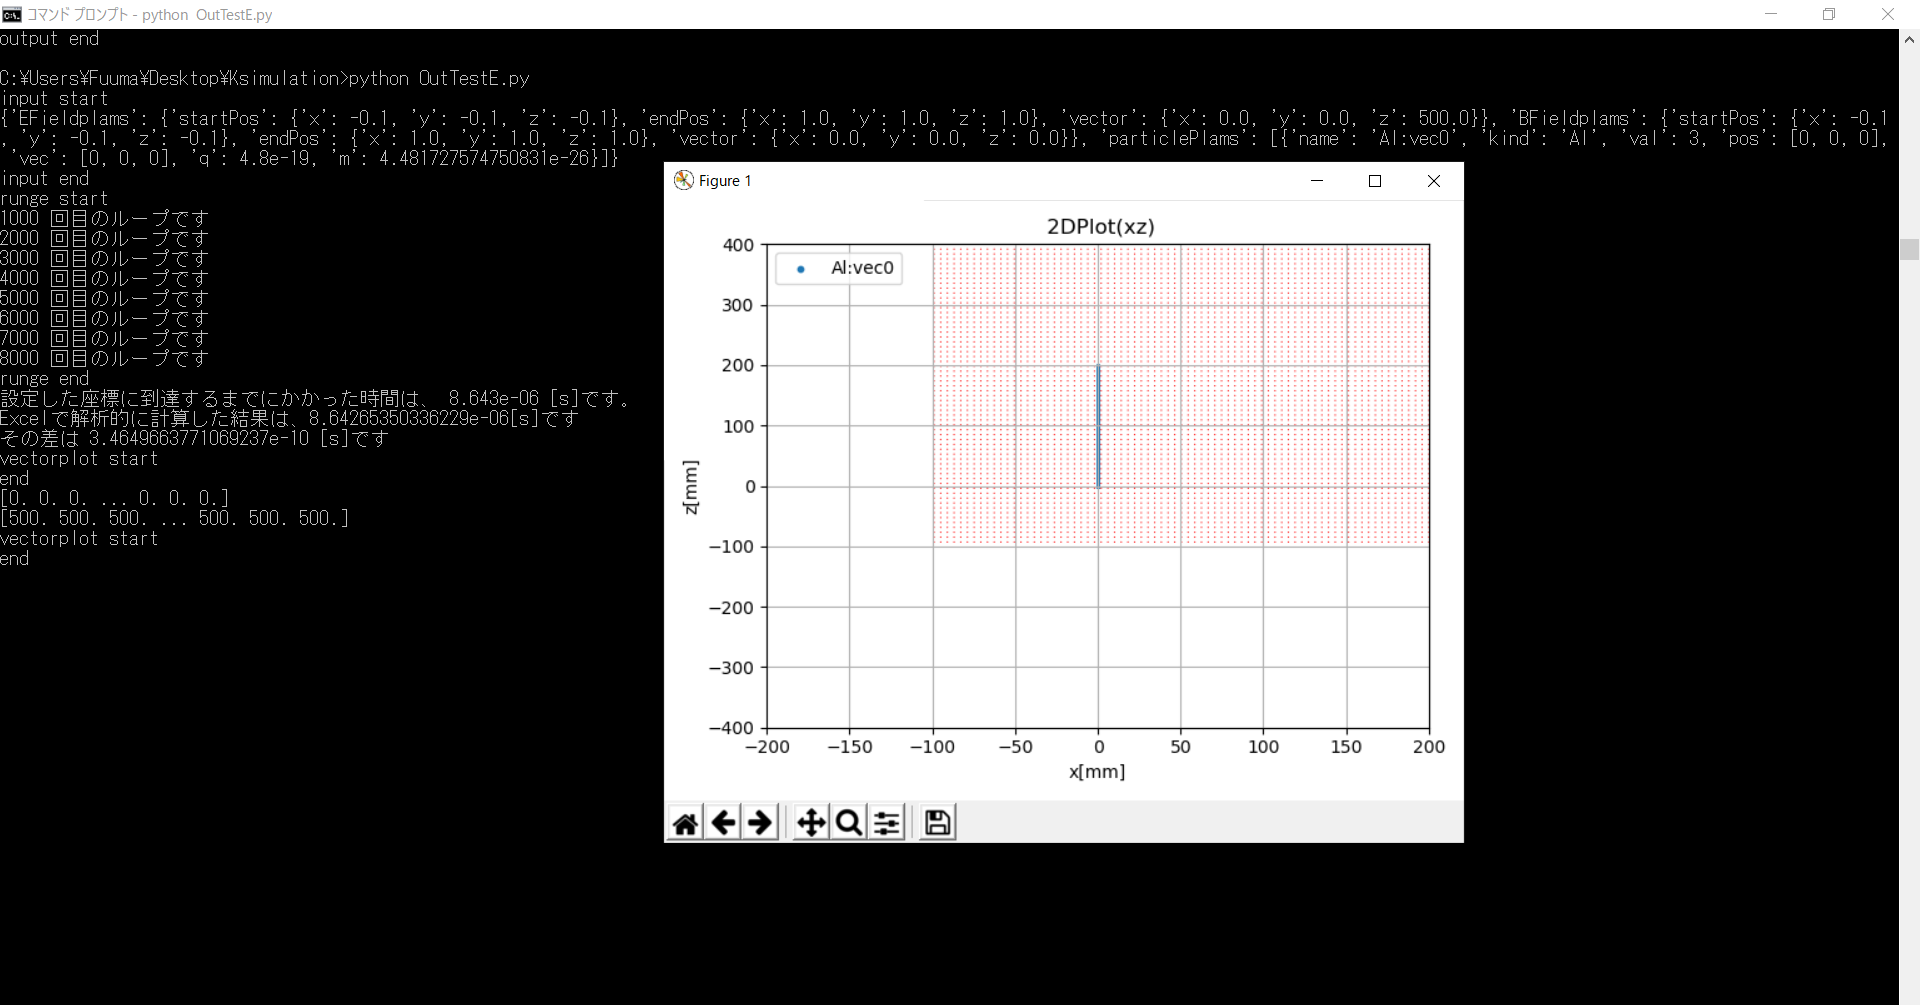 コマンド プロンプト - python OutTestE.py
output end
C:¥Users¥Fuuma¥Desktop¥Ksimulation>python OutTestE.py
input start
{'EFieldplams': {'startPos': {'x': -0.1, 'y': -0.1, 'z': -0.1}, 'endPos': {'x': 1.0, 'y': 1.0, 'z': 1.0}, 'vector': {'x': 0.0, 'y': 0.0, 'z': 500.0}}, 'BFieldplams': {'startPos': {'x': -0.1
, 'y': -0.1, 'z': -0.1}, 'endPos': {'x': 1.0, 'y': 1.0, 'z': 1.0}, 'vector': {'x': 0.0, 'y': 0.0, 'z': 0.0}}, 'particlePlams': [{'name': 'Al:vec0', 'kind': 'Al', 'val': 3, 'pos': [0, 0, 0],
'vec': [0, 0, 0], 'q': 4.8e-19, 'm': 4.481727574750831e-26}]}
input end
runge start
1000 回目のループです
2000 回目のループです
3000 回目のループです
4000 回目のループです
5000 回目のループです
6000 回目のループです
7000 回目のループです
8000 回目のループです
runge end
設定した座標に到達するまでにかかった時間は、 8.643e-06 [s]です。
Excelで解析的に計算した結果は、8.64265350336229e-06[s]です
その差は 3.4649663771069237e-10 [s]です
vectorplot start
end
[0. 0. 0. ... 0. 0. 0.]
[500. 500. 500. ... 500. 500. 500.]
vectorplot start
end
Figure 1
2DPlot(xz)
Al:vec0
400
300
200
100
0
−100
−200
−300
−400
z[mm]
−200 −150 −100 −50 0 50 100 150 200
x[mm]